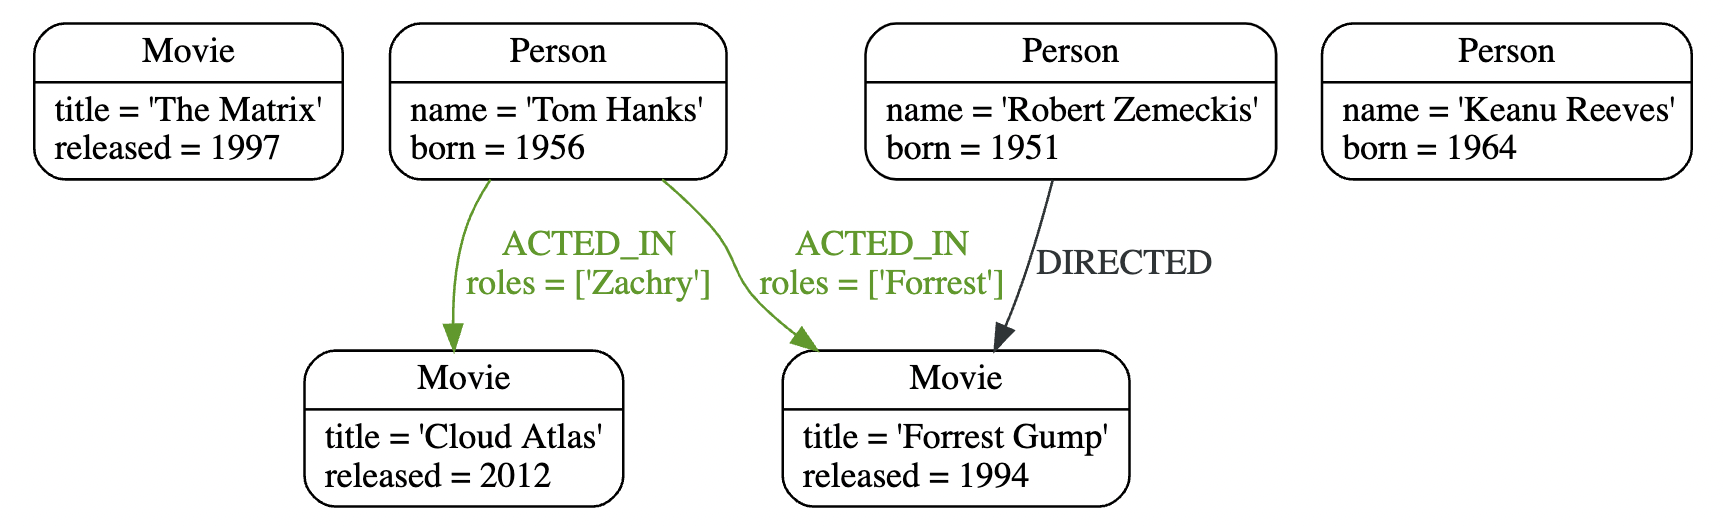 Movie
title = 'The Matrix'
released = 1997
Person
name = 'Tom Hanks'
born = 1956
Person
name = 'Robert Zemeckis'
born = 1951
Person
name = 'Keanu Reeves'
born = 1964
ACTED_IN
roles = ['Zachry']
ACTED_IN
roles = ['Forrest']
DIRECTED
Movie
title = 'Cloud Atlas'
released = 2012
Movie
title = 'Forrest Gump'
released = 1994